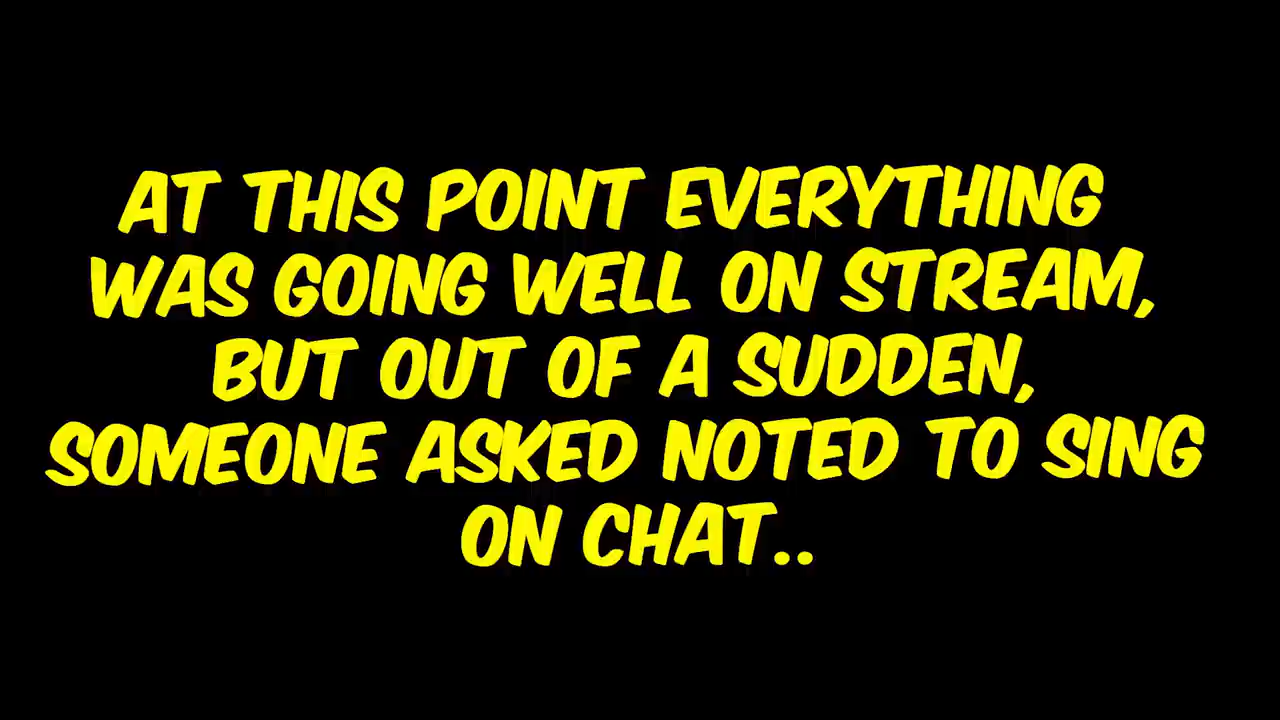 AT THIS POINT EVERYTHING
WAS GOING WELL ON STREAM,
BUT OUT OF A SUDDEN,
SOMEONE ASKED NOTED TO SING
ON CHAT..